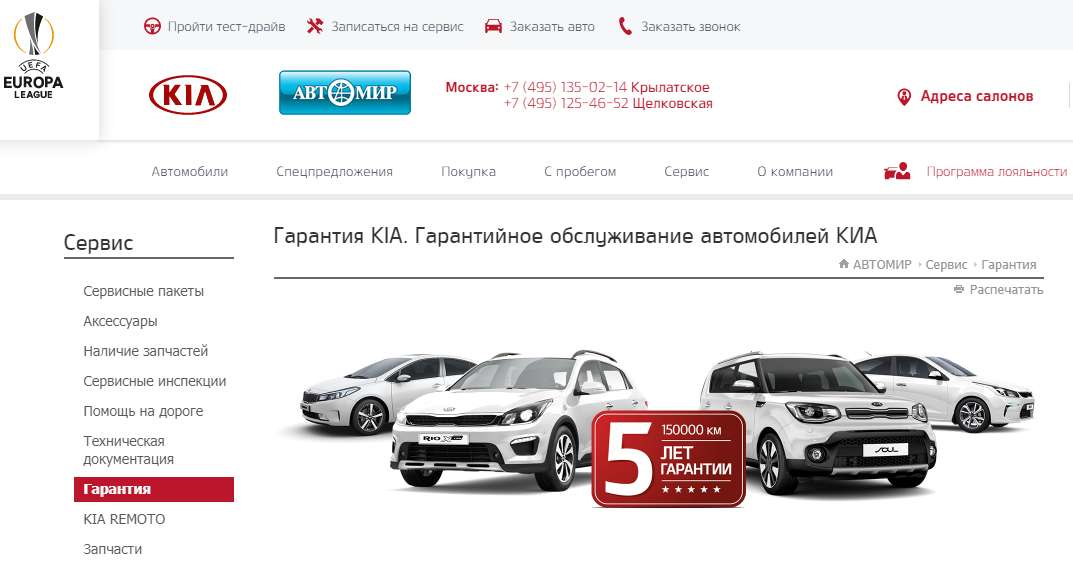 UEFA
EUROPA
LEAGUE
Пройти тест-драйв
Записаться на сервис
Заказать авто
Заказать звонок
KIA
АВТОМИР
Москва: +7 (495) 135-02-14 Крылатское
+7 (495) 125-46-52 Щелковская
Адреса салонов
Автомобили
Спецпредложения
Покупка
С пробегом
Сервис
О компании
Программа лояльности
Сервис
Сервисные пакеты
Аксессуары
Наличие запчастей
Сервисные инспекции
Помощь на дороге
Техническая
документация
Гарантия
KIA REMOTO
Запчасти
Гарантия KIA. Гарантийное обслуживание автомобилей КИА
АВТОМИР
Сервис
Гарантия
Распечатать
RIO X-LINE
SOUL
5
150000 КМ
ЛЕТ
ГАРАНТИИ